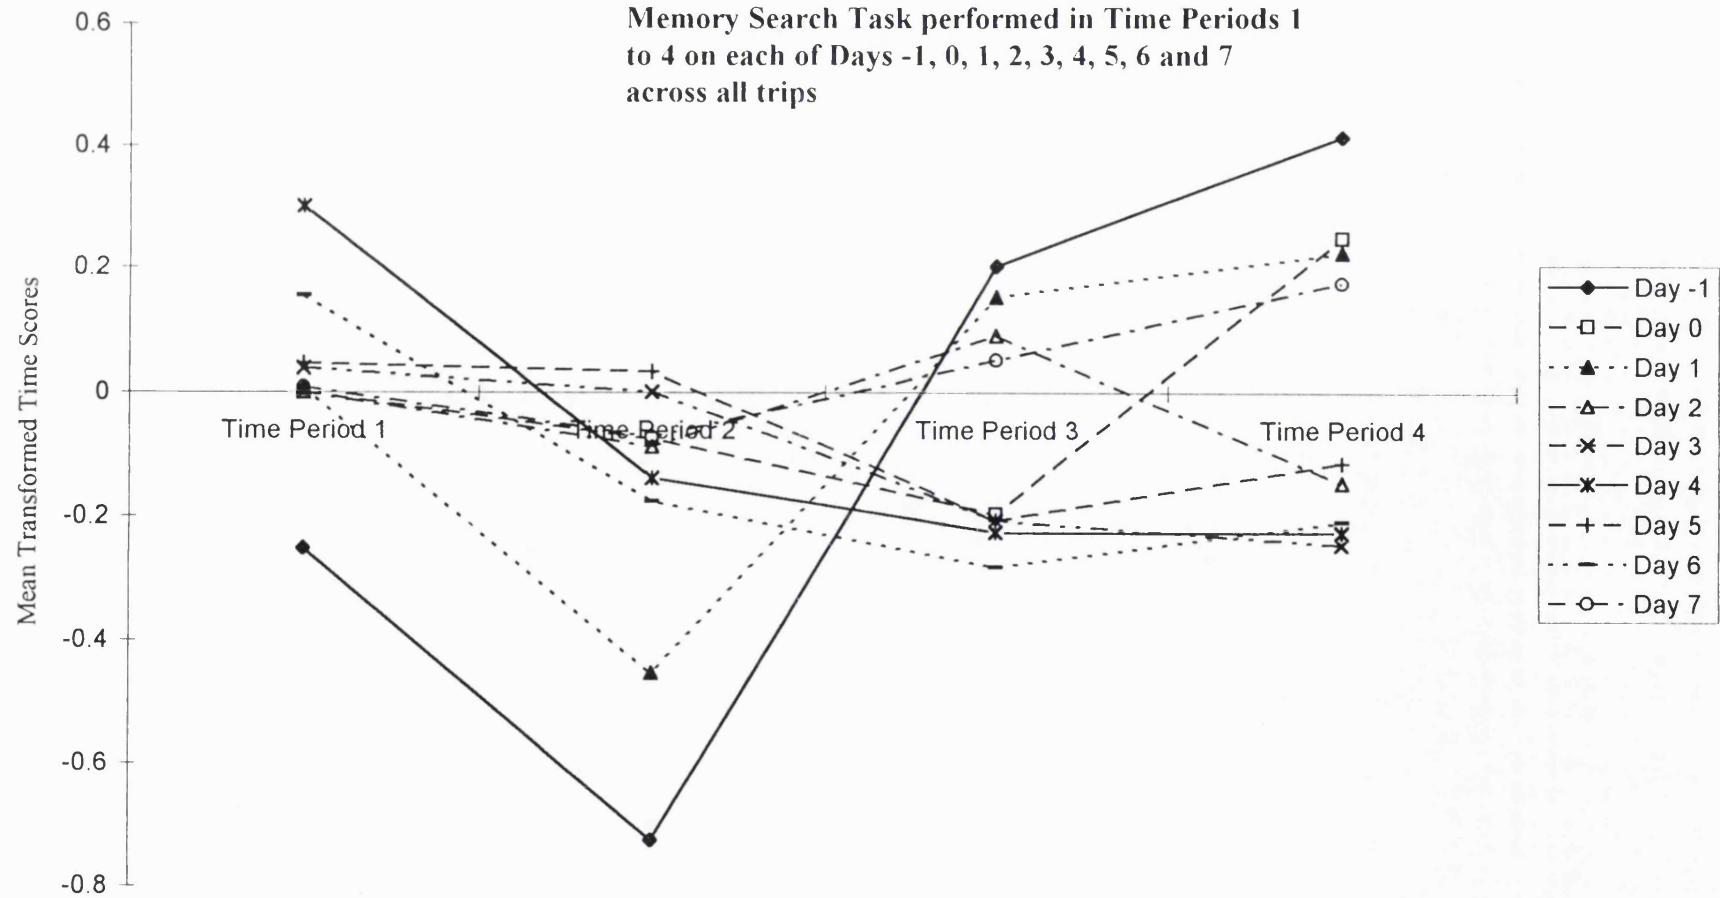 Memory Search Task performed in Time Periods 1
to 4 on each of Days -1, 0, 1, 2, 3, 4, 5, 6 and 7
across all trips
Mean Transformed Time Scores
0.6
0.4
0.2
0
-0.2
-0.4
-0.6
-0.8
Time Period 1
Time Period 2
Time Period 3
Time Period 4
Day -1
Day 0
Day 1
Day 2
Day 3
Day 4
Day 5
Day 6
Day 7